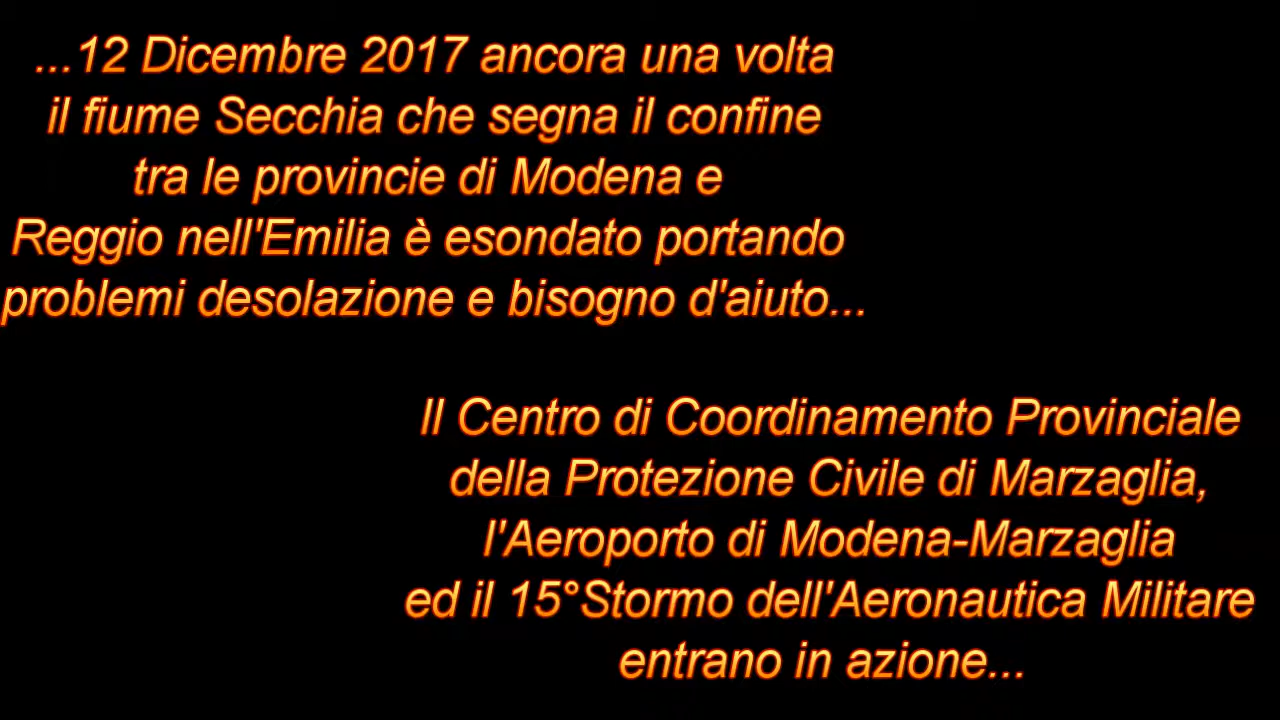 ...12 Dicembre 2017 ancora una volta
il fiume Secchia che segna il confine
tra le provincie di Modena e
Reggio nell'Emilia è esondato portando
problemi desolazione e bisogno d'aiuto...
Il Centro di Coordinamento Provinciale
della Protezione Civile di Marzaglia,
l'Aeroporto di Modena-Marzaglia
ed il 15°Stormo dell'Aeronautica Militare
entrano in azione...